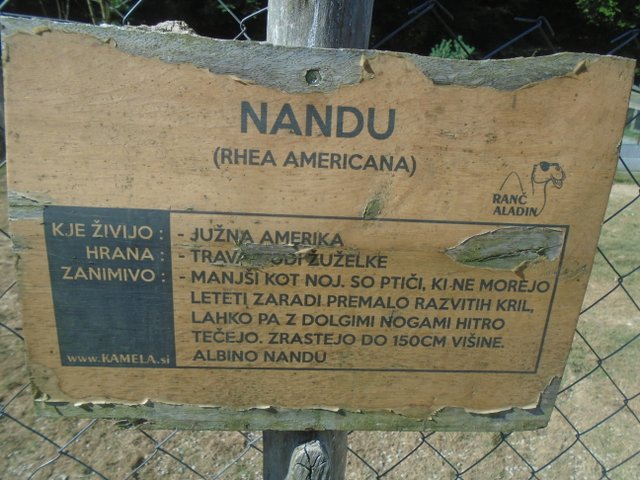 NANDU
(RHEA AMERICANA)
RANČ
ALADIN
KJE ŽIVIJO : - JUŽNA AMERIKA
HRANA : - TRAVA ŽUŽELKE
ZANIMIVO : - MANJŠI KOT NOJ. SO PTIČI, KI NE MOREJO
LETETI ZARADI PREMALO RAZVITIH KRIL,
LAHKO PA Z DOLGIMI NOGAMI HITRO
TEČEJO. ZRASTEJO DO 150CM VIŠINE.
ALBINO NANDU
www.KAMELA.si